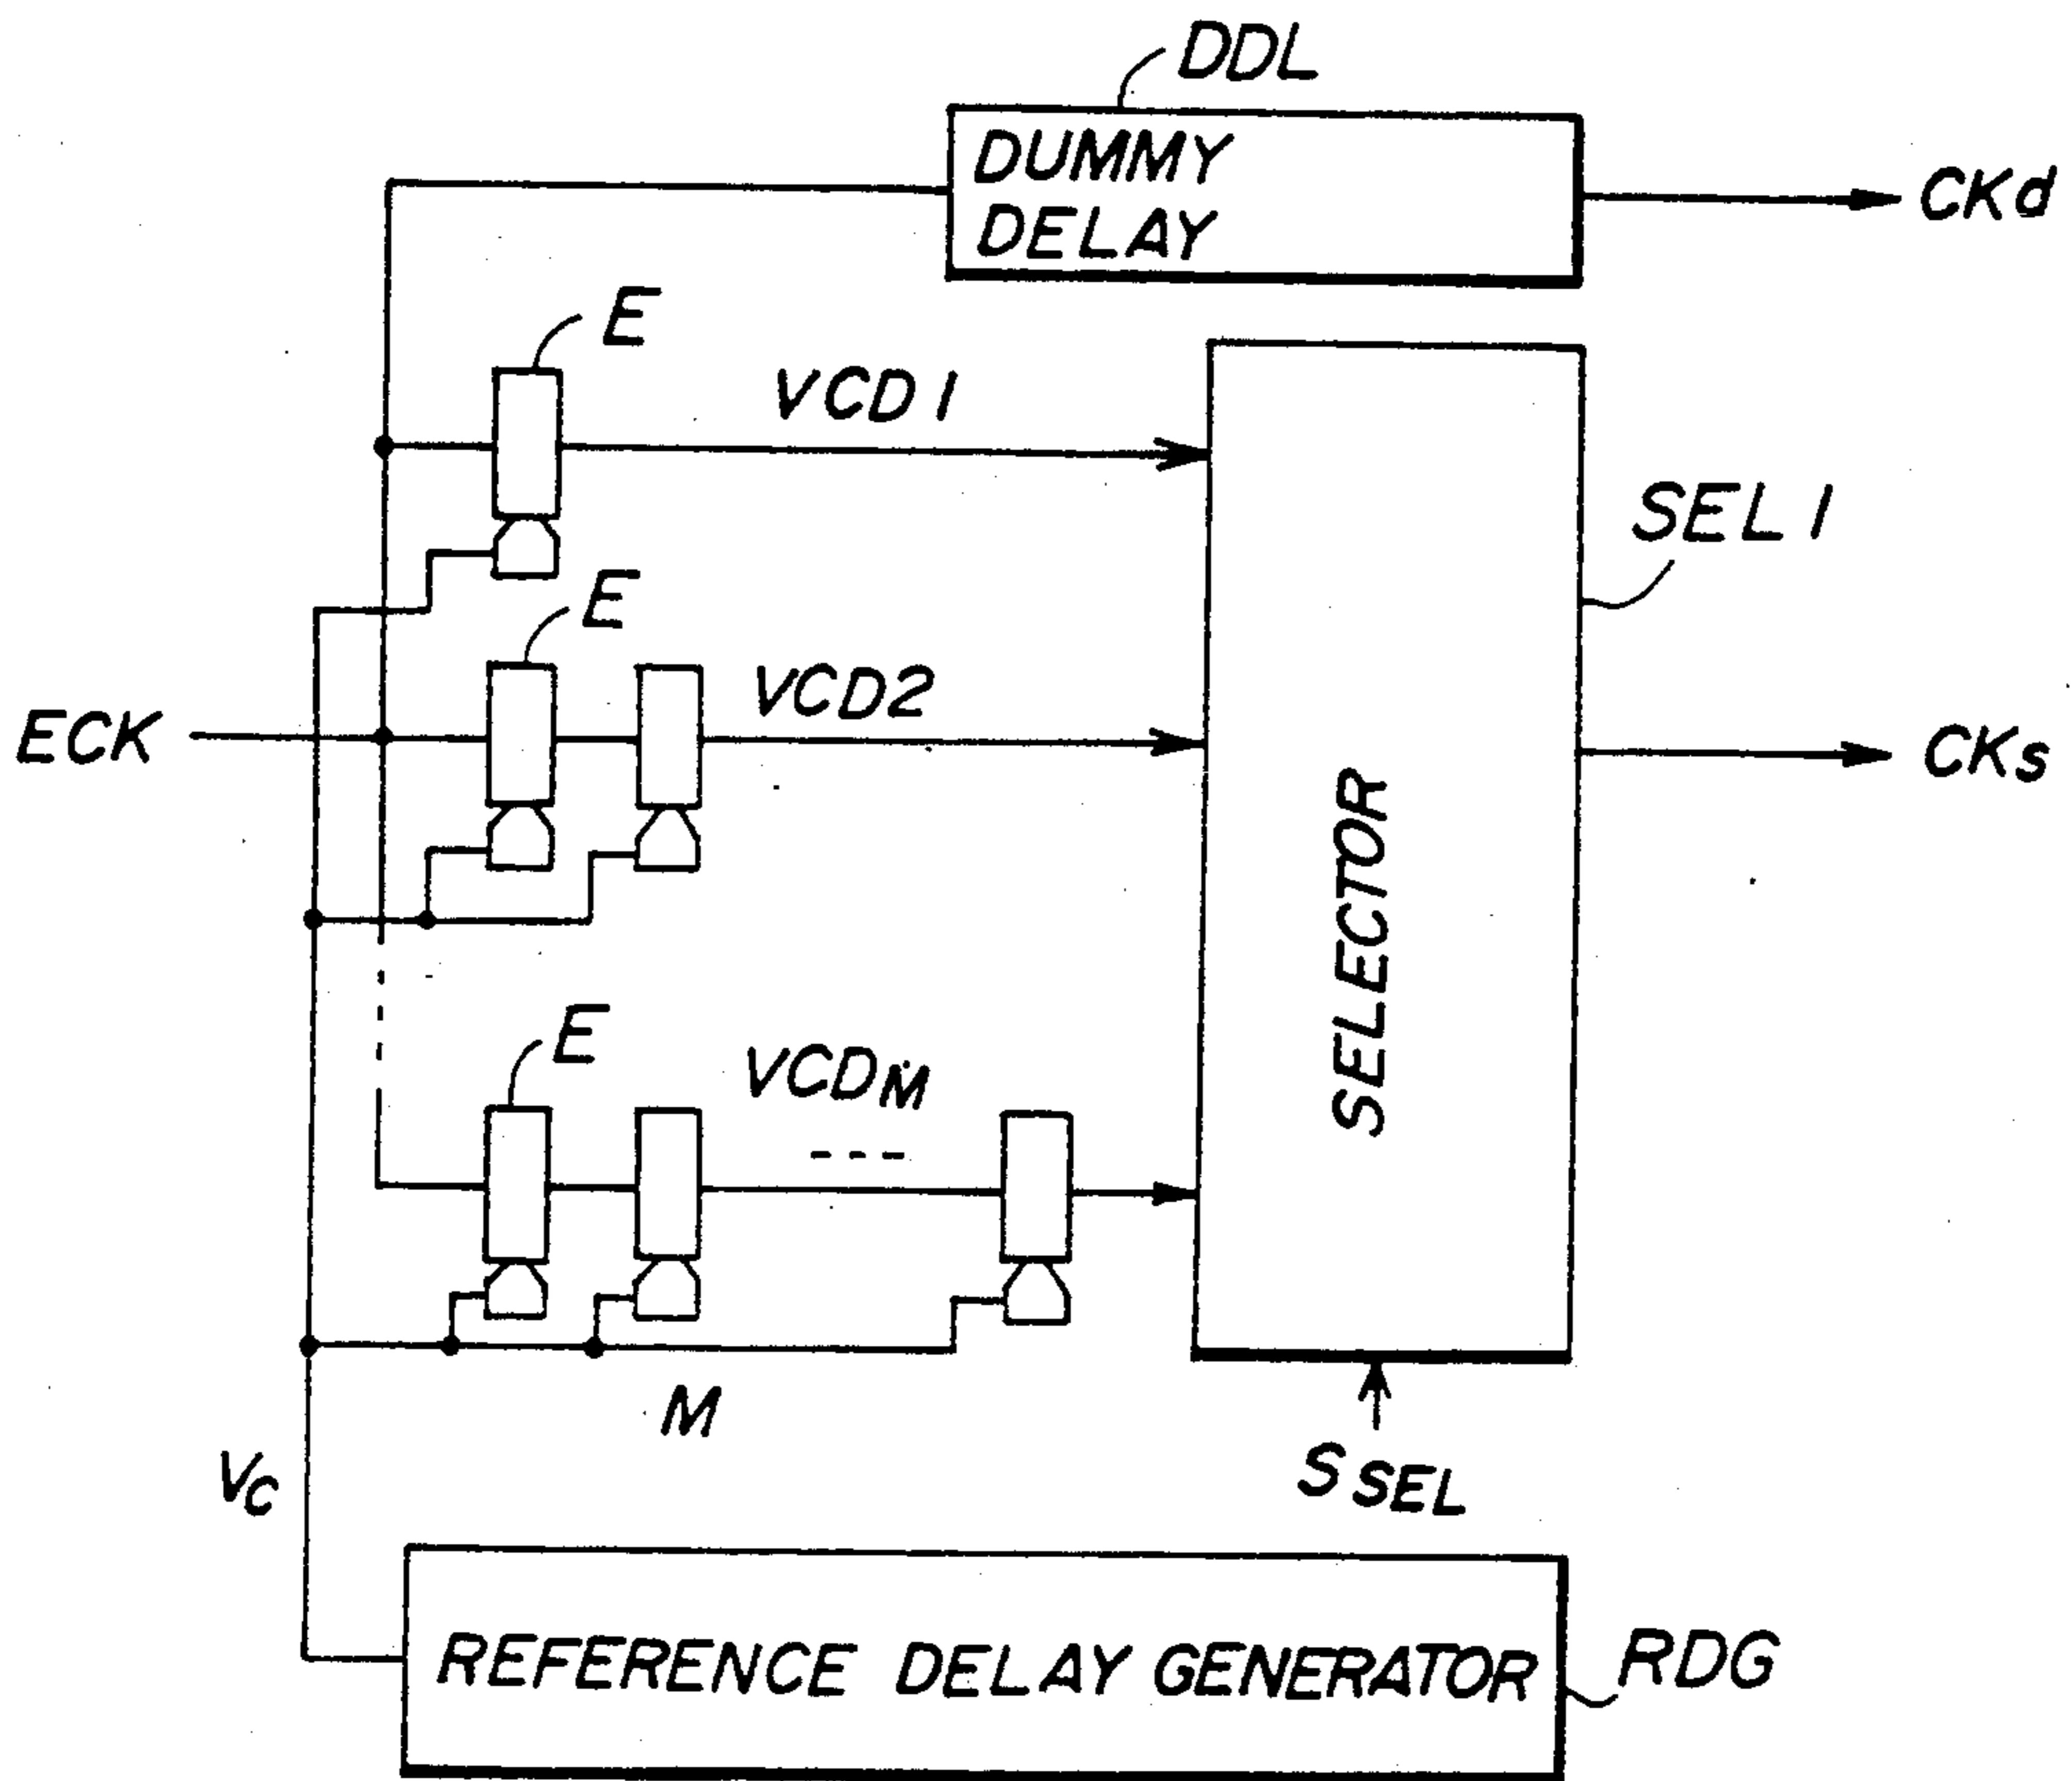 DDL
DUMMY
DELAY
CKd
E
VCD1
SEL1
E
VCD2
ECK
CKs
SELECTOR
E
VCDM
M
SSEL
Vc
REFERENCE DELAY GENERATOR
RDG